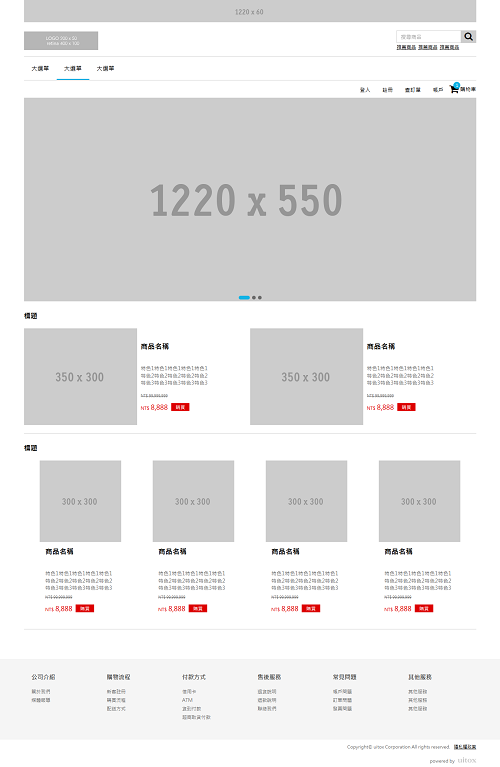 1220 x 60
LOGO 200 x 50
retina 400 x 100
搜尋商品
推薦商品 推薦商品 推薦商品
大選單 大選單 大選單
登入 註冊 查訂單 帳戶 購物車
1220 x 550
標題
350 x 300
商品名稱
特色1特色1特色1特色1特色1
特色2特色2特色2特色2特色2
特色3特色3特色3特色3特色3
NT$ 99,999,999
NT$ 8,888 購買
350 x 300
商品名稱
特色1特色1特色1特色1特色1
特色2特色2特色2特色2特色2
特色3特色3特色3特色3特色3
NT$ 99,999,999
NT$ 8,888 購買
標題
300 x 300 300 x 300 300 x 300 300 x 300
商品名稱 商品名稱 商品名稱 商品名稱
特色1特色1特色1特色1特色1 特色1特色1特色1特色1特色1 特色1特色1特色1特色1特色1 特色1特色1特色1特色1特色1
特色2特色2特色2特色2特色2 特色2特色2特色2特色2特色2 特色2特色2特色2特色2特色2 特色2特色2特色2特色2特色2
特色3特色3特色3特色3特色3 特色3特色3特色3特色3特色3 特色3特色3特色3特色3特色3 特色3特色3特色3特色3特色3
NT$ 99,999,999 NT$ 99,999,999 NT$ 99,999,999 NT$ 99,999,999
NT$ 8,888 購買 NT$ 8,888 購買 NT$ 8,888 購買 NT$ 8,888 購買
公司介紹 購物流程 付款方式 售後服務 常見問題 其他服務
關於我們 新會註冊 信用卡 退貨說明 帳戶問題 其他服務
媒體報導 購買流程 ATM 退款說明 訂單問題 其他服務
配送方式 貨到付款 聯絡我們 發票問題 其他服務
超商取貨付款
Copyright© uitox Corporation All rights reserved. 隱私權政策
powered by uitox